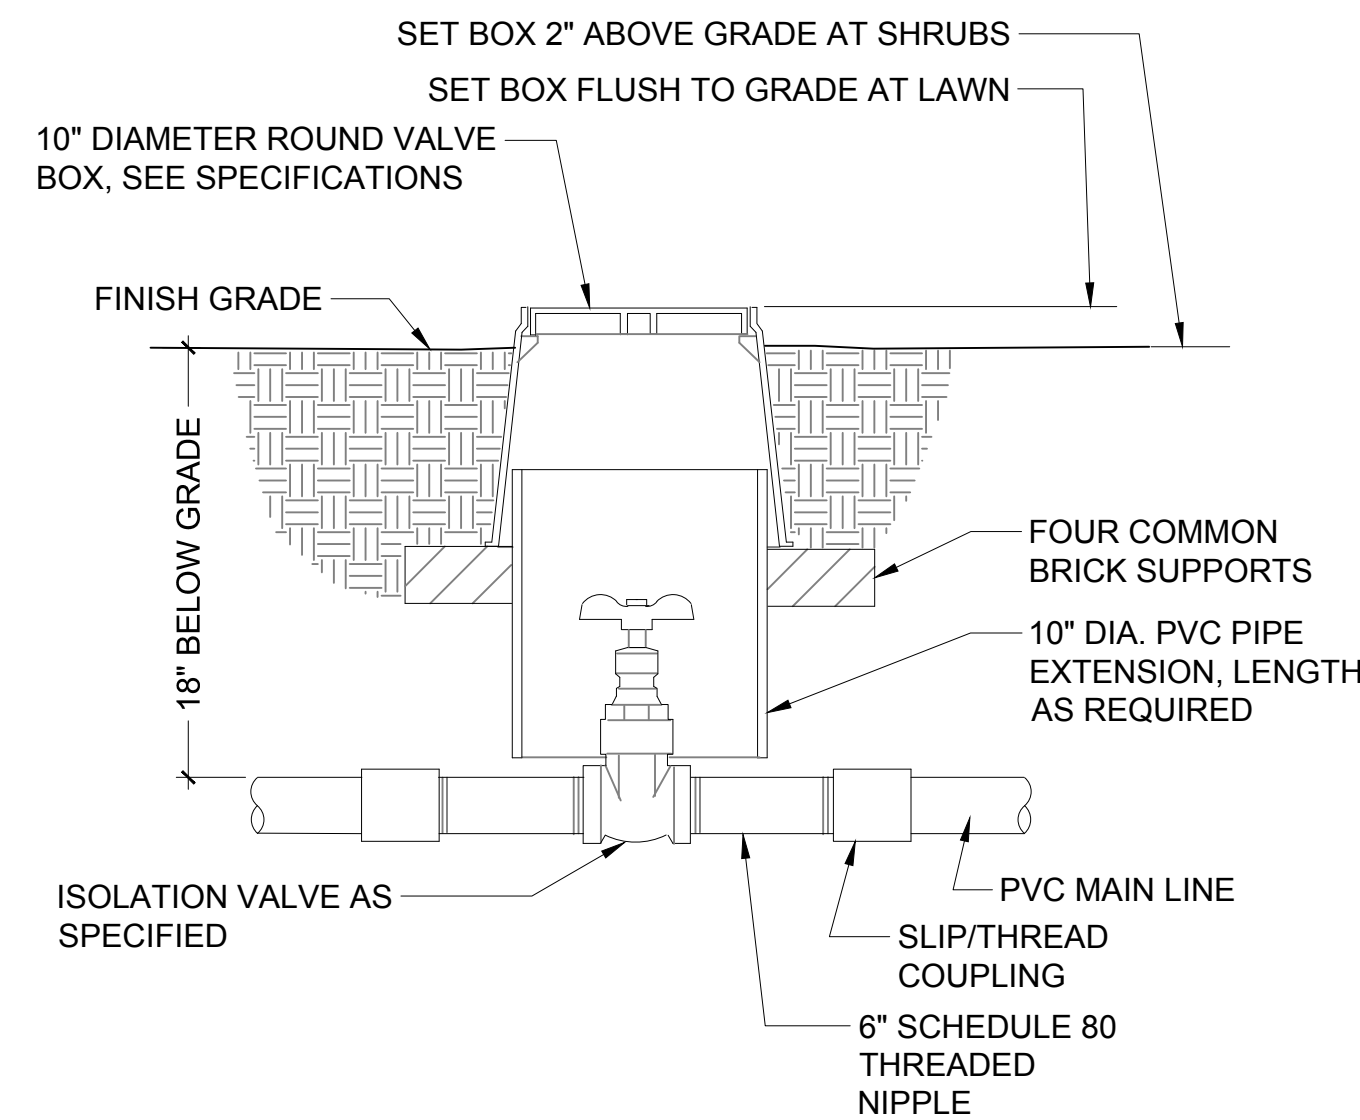 SET BOX 2" ABOVE GRADE AT SHRUBS
SET BOX FLUSH TO GRADE AT LAWN
10" DIAMETER ROUND VALVE
BOX, SEE SPECIFICATIONS
FINISH GRADE
18" BELOW GRADE
FOUR COMMON
BRICK SUPPORTS
10" DIA. PVC PIPE
EXTENSION, LENGTH
AS REQUIRED
ISOLATION VALVE AS
SPECIFIED
PVC MAIN LINE
SLIP/THREAD
COUPLING
6" SCHEDULE 80
THREADED
NIPPLE